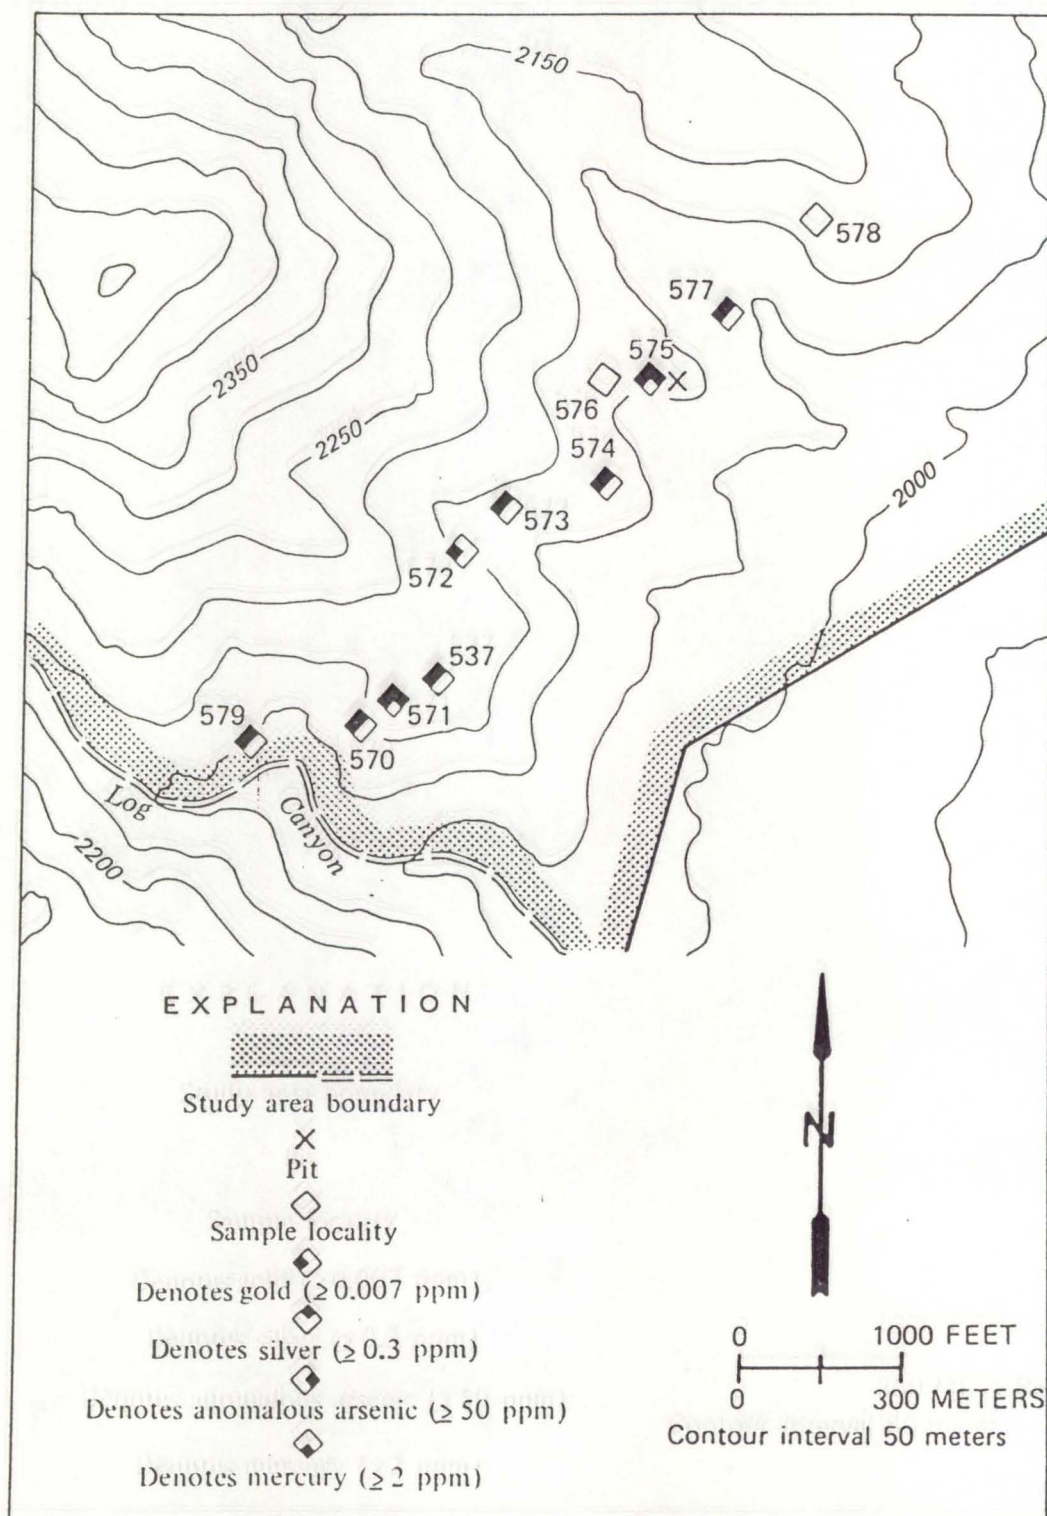 2150
578
577
575
2350
576
2250
574
2000
573
572
537
579
571
570
Log
Canyon
2200
EXPLANATION
Study area boundary
Pit
Sample locality
Denotes gold (≥0.007 ppm)
Denotes silver (≥0.3 ppm)
Denotes anomalous arsenic (≥50 ppm)
Denotes mercury (≥2 ppm)
N
0 1000 FEET
0 300 METERS
Contour interval 50 meters